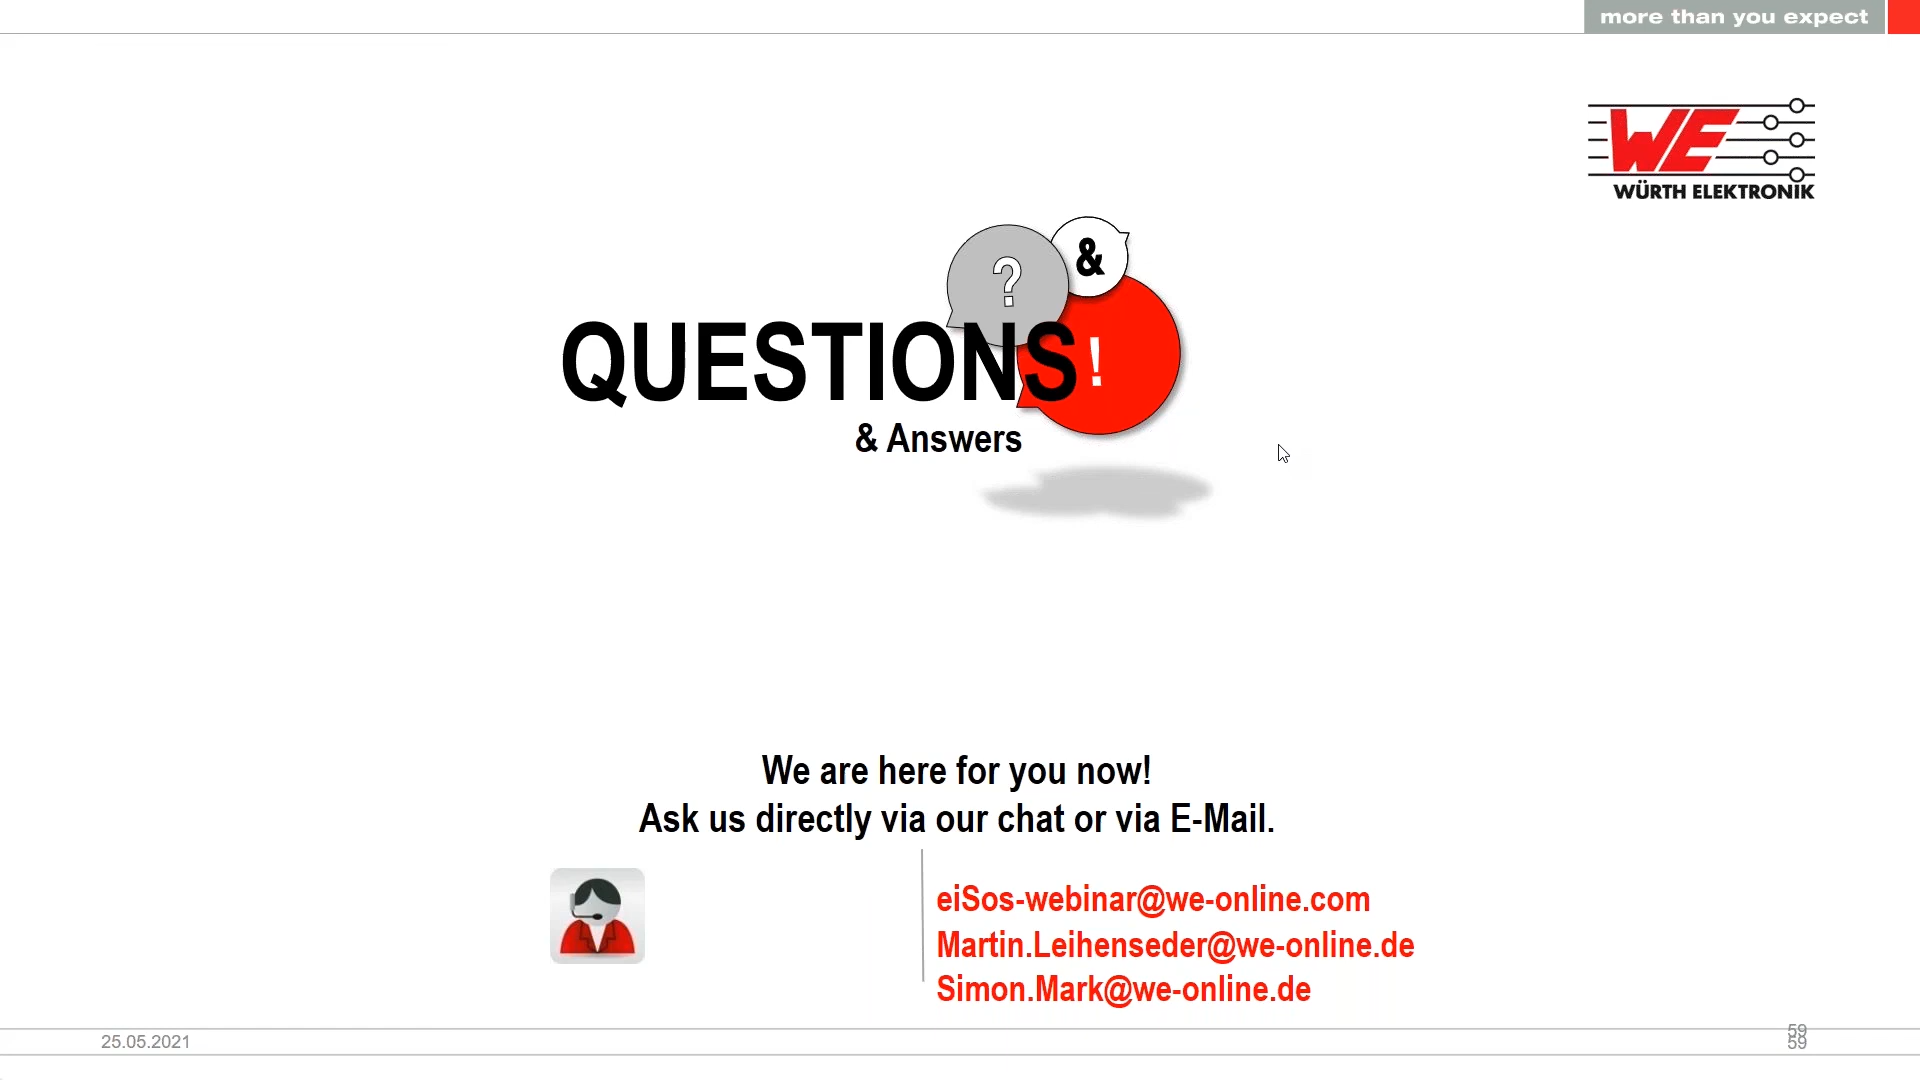 more than you expect
WE
WÜRTH ELEKTRONIK
?
&
!
QUESTIONS
& Answers
We are here for you now!
Ask us directly via our chat or via E-Mail.
eiSos-webinar@we-online.com
Martin.Leihenseder@we-online.de
Simon.Mark@we-online.de
25.05.2021
59
59